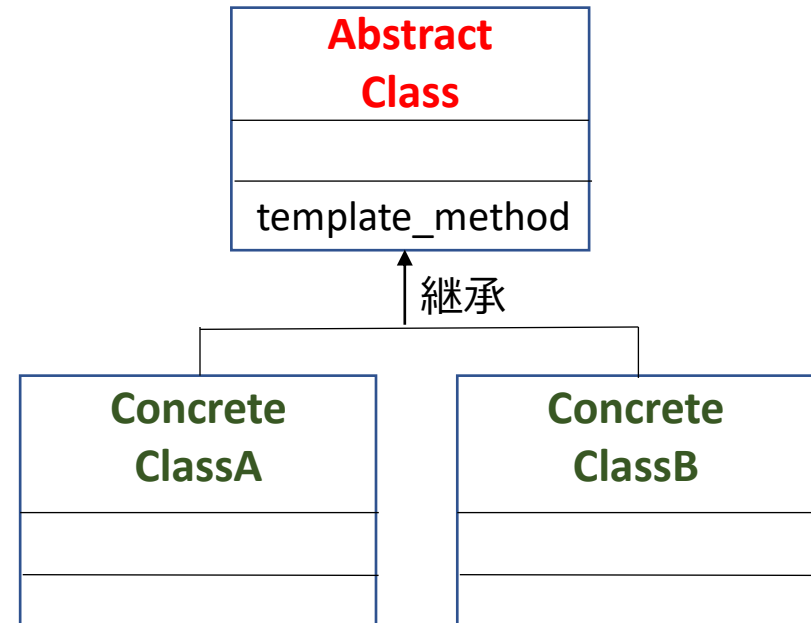 Abstract
Class
template_method
継承
Concrete
ClassA
Concrete
ClassB